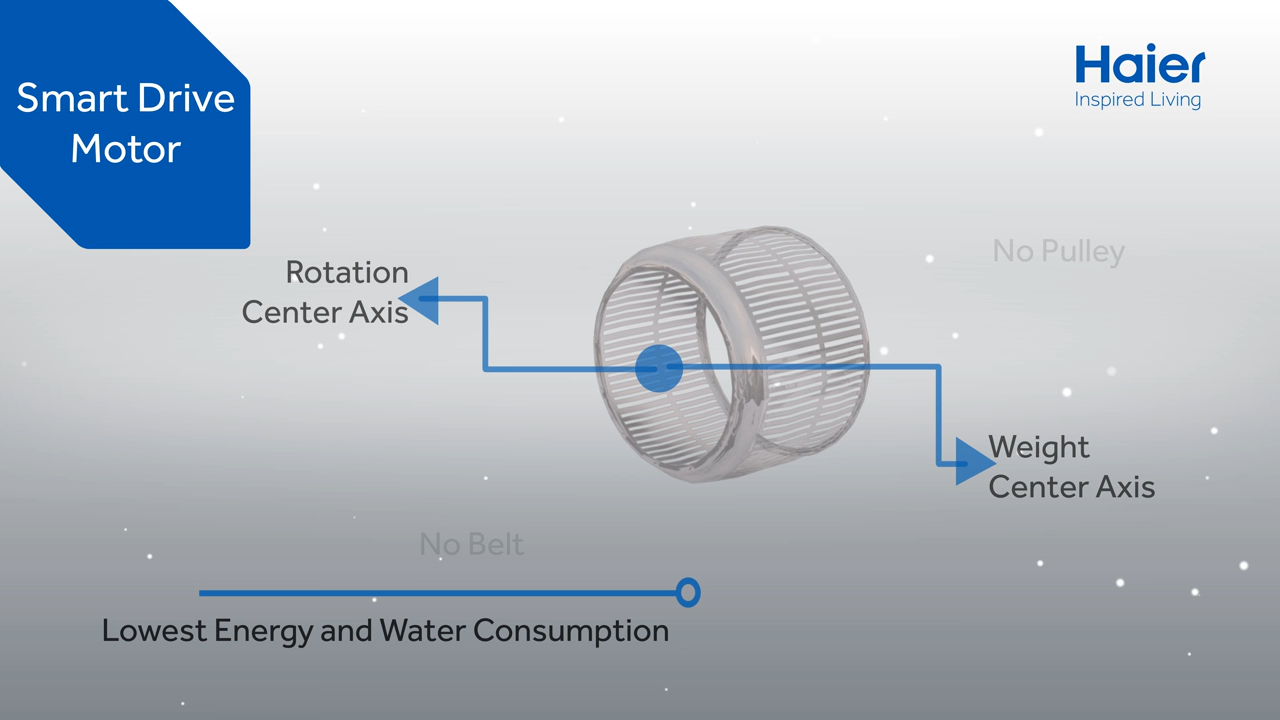 Smart Drive
Motor
Haier
Inspired Living
No Pulley
Rotation
Center Axis
Weight
Center Axis
No Belt
Lowest Energy and Water Consumption